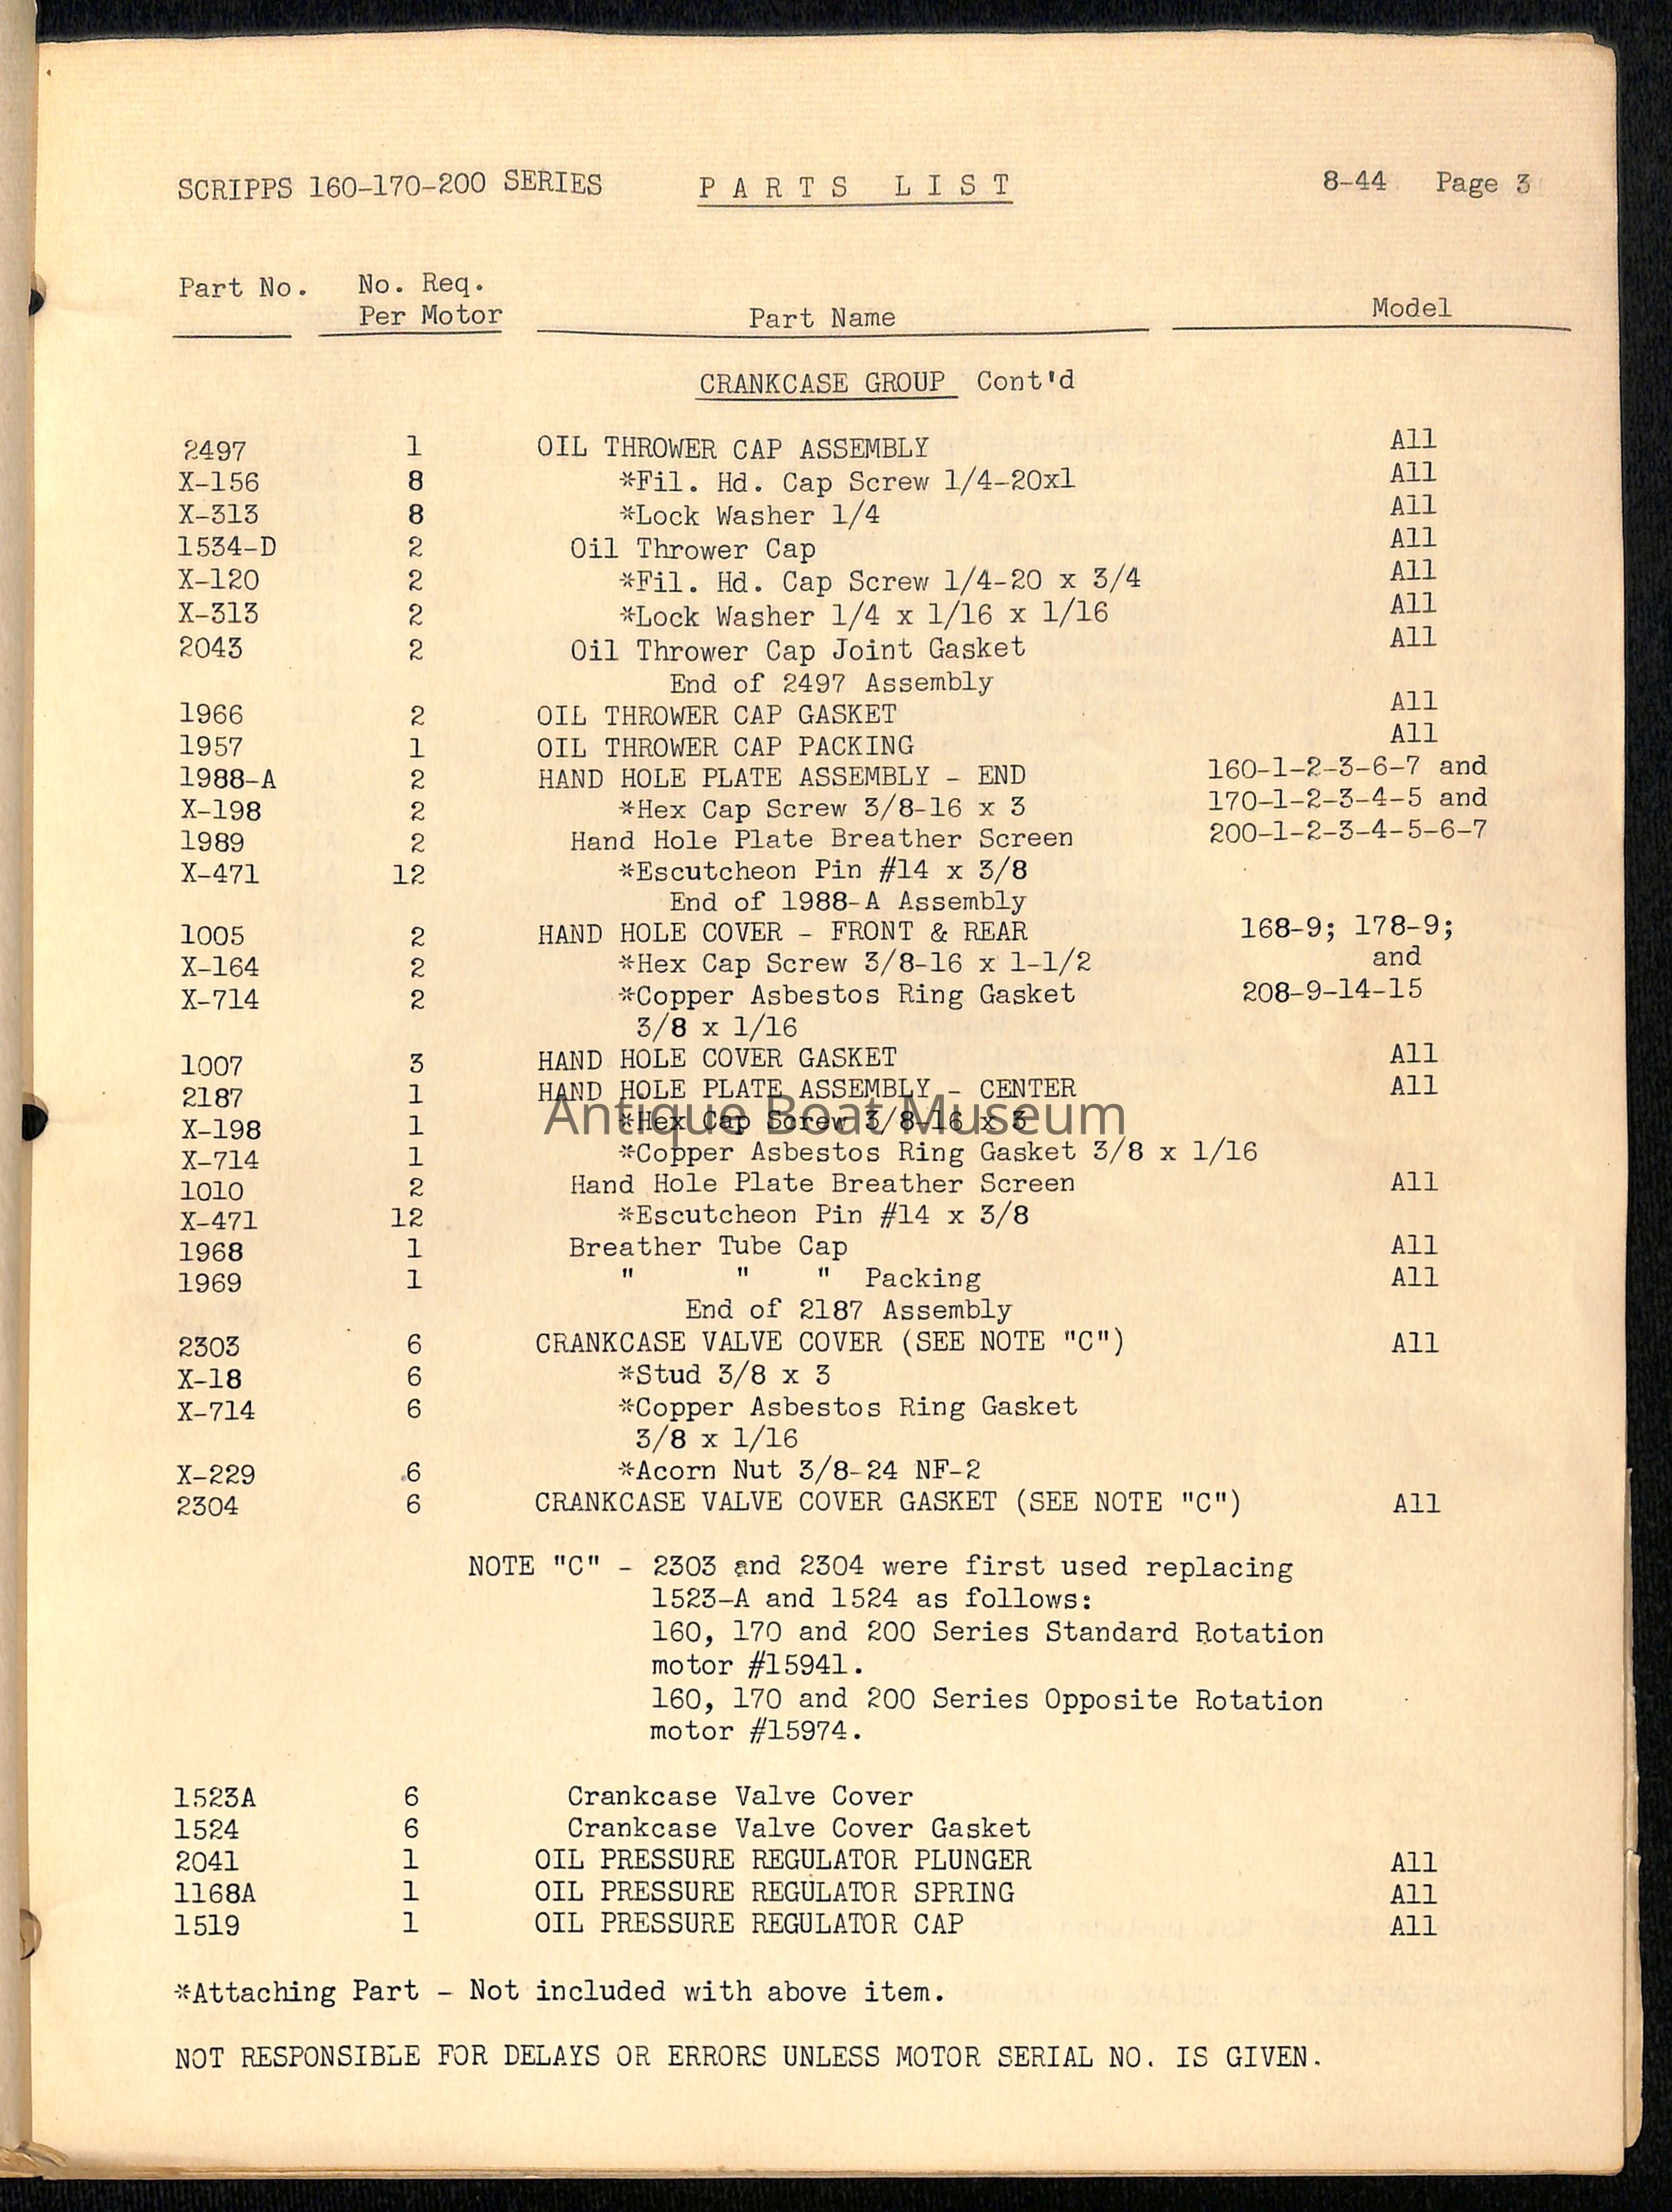 SCRIPPS 160-170-200 SERIES PARTS LIST 8-44 Page 3
Part No. No. Req. Per Motor Part Name Model
CRANKCASE GROUP Cont'd
2497 1 OIL THROWER CAP ASSEMBLY All
X-156 8 *Fil. Hd. Cap Screw 1/4-20x1 All
X-313 8 *Lock Washer 1/4 All
1534-D 2 Oil Thrower Cap All
X-120 2 *Fil. Hd. Cap Screw 1/4-20 x 3/4 All
X-313 2 *Lock Washer 1/4 x 1/16 x 1/16 All
2043 2 Oil Thrower Cap Joint Gasket All
End of 2497 Assembly
1966 2 OIL THROWER CAP GASKET All
1957 1 OIL THROWER CAP PACKING All
1988-A 2 HAND HOLE PLATE ASSEMBLY - END 160-1-2-3-6-7 and
X-198 2 *Hex Cap Screw 3/8-16 x 3 170-1-2-3-4-5 and
1989 2 Hand Hole Plate Breather Screen 200-1-2-3-4-5-6-7
X-471 12 *Escutcheon Pin #14 x 3/8
End of 1988-A Assembly
1005 2 HAND HOLE COVER - FRONT & REAR 168-9; 178-9;
X-164 2 *Hex Cap Screw 3/8-16 x 1-1/2 and
X-714 2 *Copper Asbestos Ring Gasket 208-9-14-15
3/8 x 1/16
1007 3 HAND HOLE COVER GASKET All
2187 1 HAND HOLE PLATE ASSEMBLY - CENTER All
Antique Boat Museum
X-198 1 *Hex Cap Screw 3/8-16 x 3
X-714 1 *Copper Asbestos Ring Gasket 3/8 x 1/16
1010 2 Hand Hole Plate Breather Screen All
X-471 12 *Escutcheon Pin #14 x 3/8
1968 1 Breather Tube Cap All
1969 1 " " " Packing All
End of 2187 Assembly
2303 6 CRANKCASE VALVE COVER (SEE NOTE "C") All
X-18 6 *Stud 3/8 x 3
X-714 6 *Copper Asbestos Ring Gasket
3/8 x 1/16
X-229 6 *Acorn Nut 3/8-24 NF-2
2304 6 CRANKCASE VALVE COVER GASKET (SEE NOTE "C") All
NOTE "C" - 2303 and 2304 were first used replacing
1523-A and 1524 as follows:
160, 170 and 200 Series Standard Rotation
motor #15941.
160, 170 and 200 Series Opposite Rotation
motor #15974.
1523A 6 Crankcase Valve Cover
1524 6 Crankcase Valve Cover Gasket
2041 1 OIL PRESSURE REGULATOR PLUNGER All
1168A 1 OIL PRESSURE REGULATOR SPRING All
1519 1 OIL PRESSURE REGULATOR CAP All
*Attaching Part - Not included with above item.
NOT RESPONSIBLE FOR DELAYS OR ERRORS UNLESS MOTOR SERIAL NO. IS GIVEN.